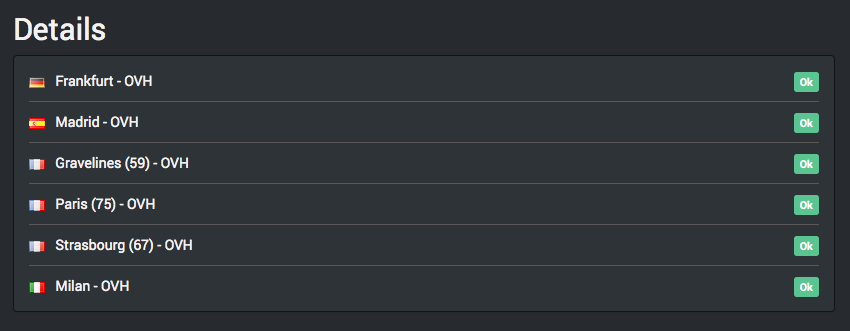 Details
Frankfurt - OVH Ok
Madrid - OVH Ok
Gravelines (59) - OVH Ok
Paris (75) - OVH Ok
Strasbourg (67) - OVH Ok
Milan - OVH Ok